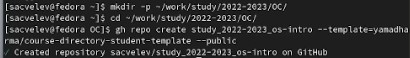 [sacvelev@fedora ~]$ mkdir -p ~/work/study/2022-2023/OC/
[sacvelev@fedora ~]$ cd ~/work/study/2022-2023/OC/
[sacvelev@fedora OC]$ gh repo create study_2022-2023_os-intro --template=yamadha
rma/course-directory-student-template --public
✓ Created repository sacvelev/study_2022-2023_os-intro on GitHub